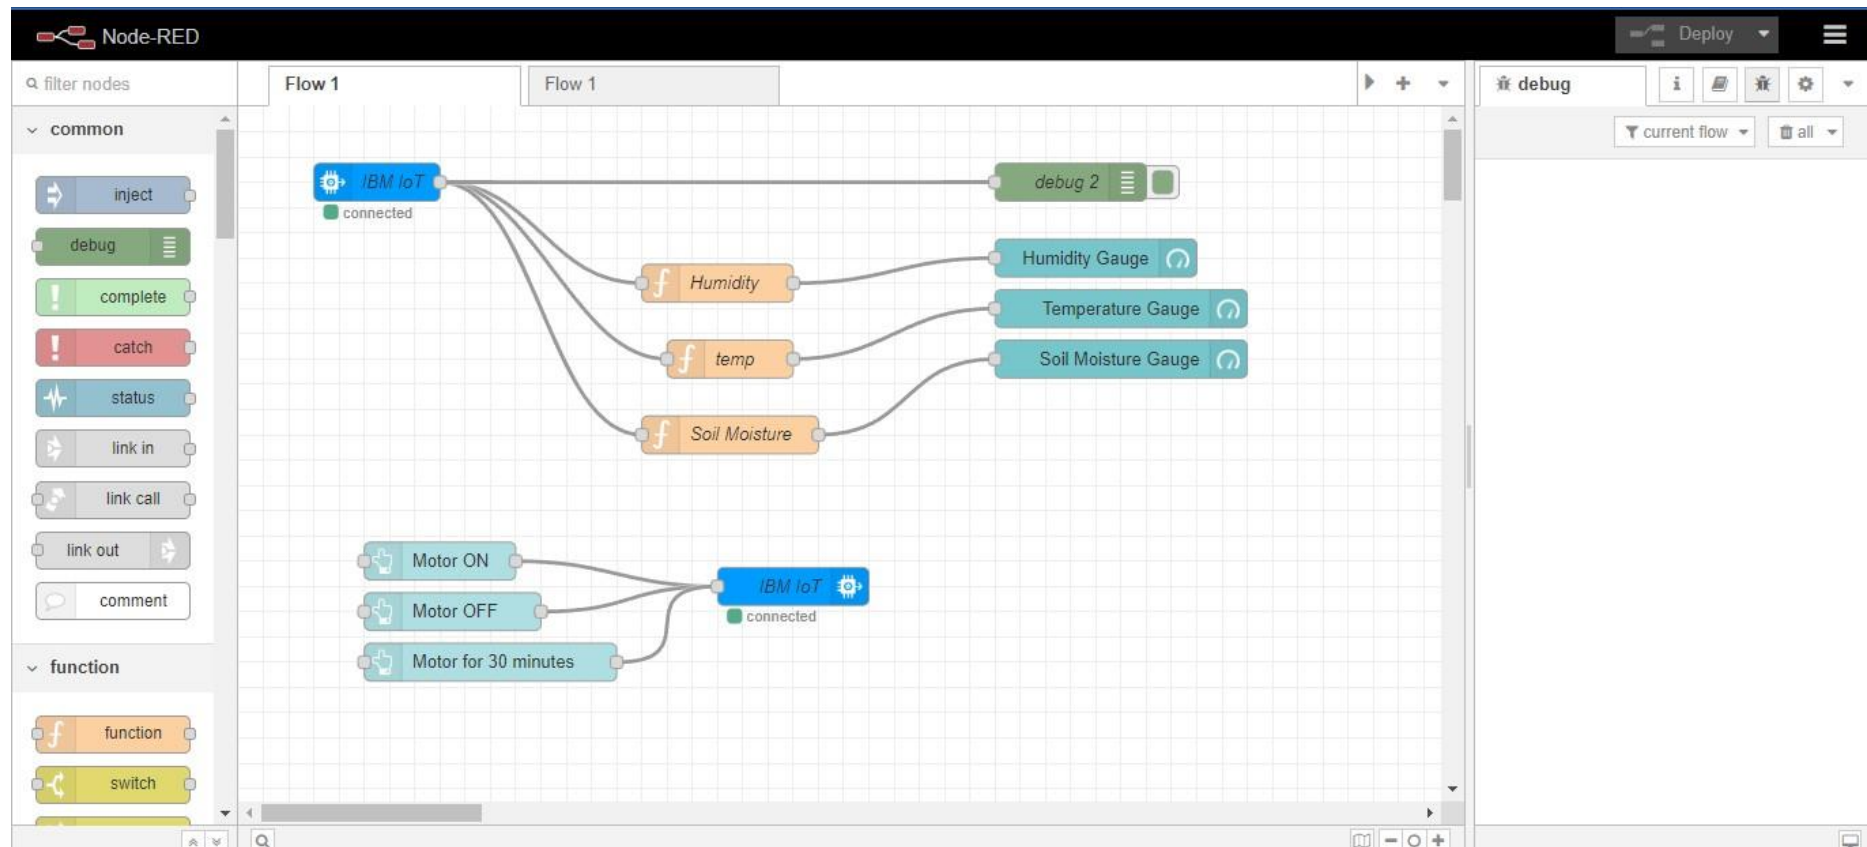 Node-RED
Deploy
filter nodes
Flow 1
Flow 1
debug
i
common
current flow
all
inject
debug
complete
catch
status
link in
link call
link out
comment
function
function
switch
IBM IoT
connected
debug 2
Humidity
Humidity Gauge
temp
Temperature Gauge
Soil Moisture
Soil Moisture Gauge
Motor ON
Motor OFF
Motor for 30 minutes
IBM IoT
connected